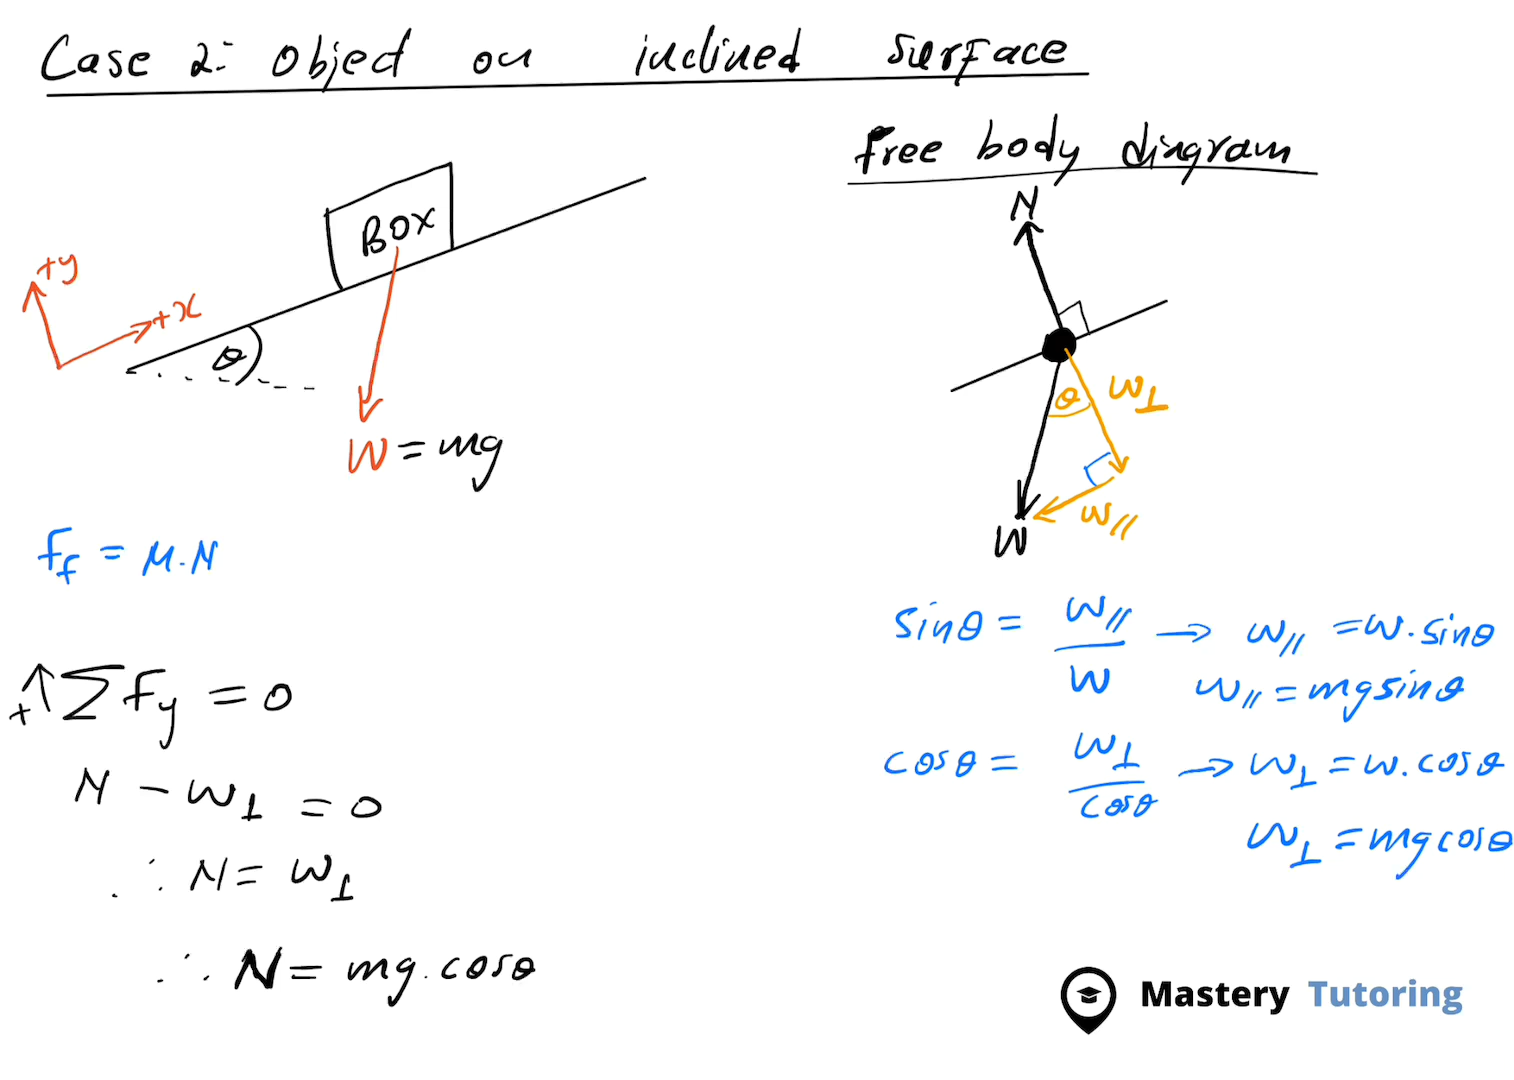 Case 2: Object on inclined surface
free body diagram
N
BOX
+y
+x
θ
W = mg
θ
W⊥
W//
W
Ff = μ.N
sinθ = W///W → W// = W.sinθ
W// = mgsinθ
+↑ΣFy = 0
cosθ = W⊥/cosθ → W⊥ = W.cosθ
N - W⊥ = 0
W⊥ = mgcosθ
∴ N = W⊥
∴ N = mg.cosθ
Mastery Tutoring